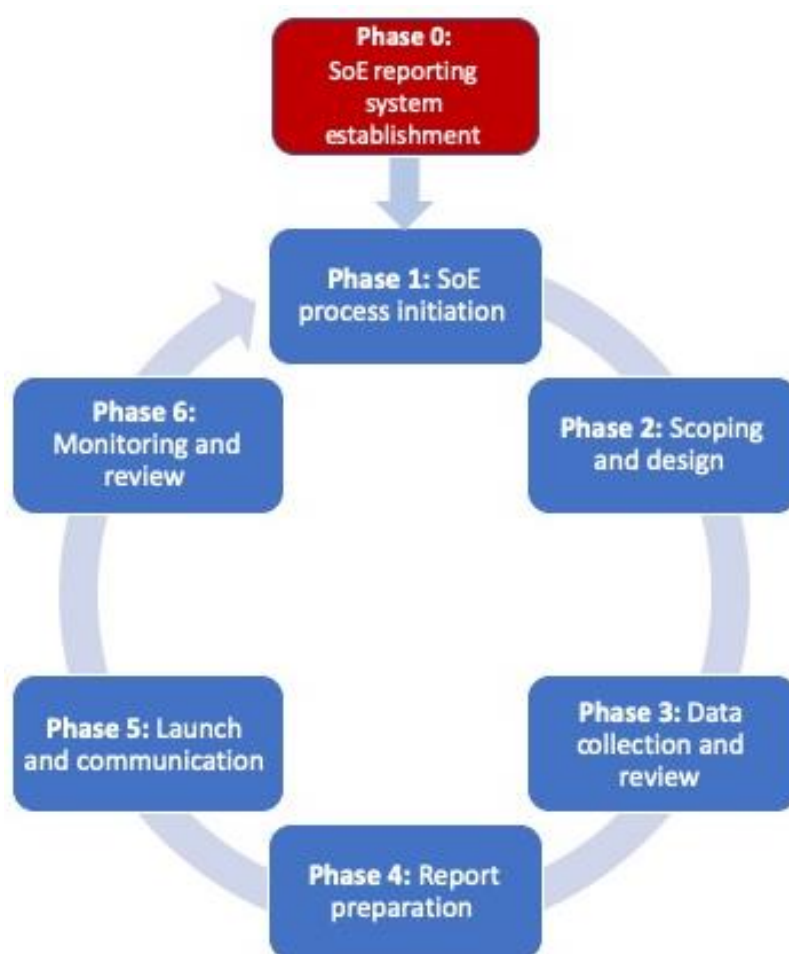 Phase 0:
SoE reporting
system
establishment
Phase 1: SoE
process initiation
Phase 2: Scoping
and design
Phase 3: Data
collection and
review
Phase 4: Report
preparation
Phase 5: Launch
and communication
Phase 6:
Monitoring and
review